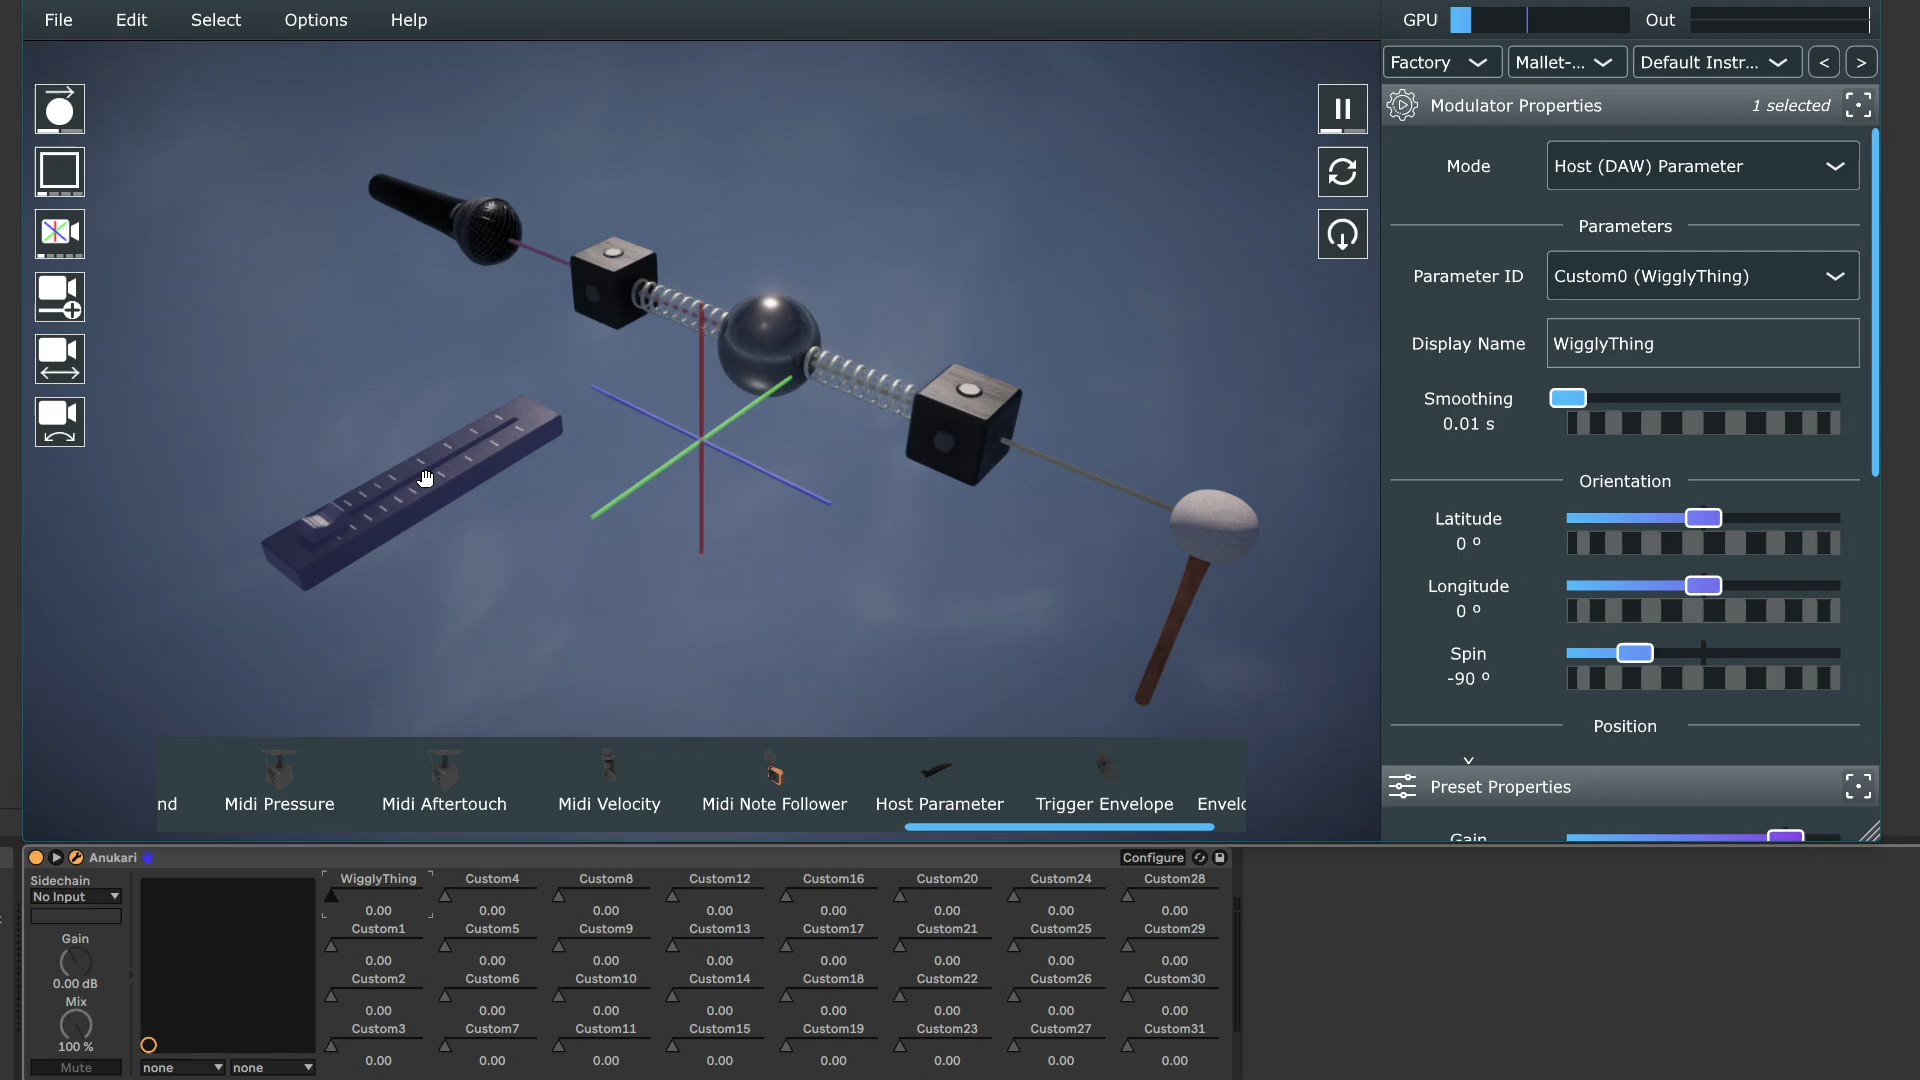 File Edit Select Options Help
GPU Out
Factory Mallet-... Default Instr... < >
Modulator Properties 1 selected
Mode Host (DAW) Parameter
Parameters
Parameter ID Custom0 (WigglyThing)
Display Name WigglyThing
Smoothing
0.01 s
Orientation
Latitude
0 º
Longitude
0 º
Spin
-90 º
Position
Preset Properties
nd Midi Pressure Midi Aftertouch Midi Velocity Midi Note Follower Host Parameter Trigger Envelope Envelo
Gain
Anukari Configure
Sidechain
No Input
Gain
0.00 dB
Mix
100 %
Mute
none none
WigglyThing Custom4 Custom8 Custom12 Custom16 Custom20 Custom24 Custom28
0.00 0.00 0.00 0.00 0.00 0.00 0.00 0.00
Custom1 Custom5 Custom9 Custom13 Custom17 Custom21 Custom25 Custom29
0.00 0.00 0.00 0.00 0.00 0.00 0.00 0.00
Custom2 Custom6 Custom10 Custom14 Custom18 Custom22 Custom26 Custom30
0.00 0.00 0.00 0.00 0.00 0.00 0.00 0.00
Custom3 Custom7 Custom11 Custom15 Custom19 Custom23 Custom27 Custom31
0.00 0.00 0.00 0.00 0.00 0.00 0.00 0.00